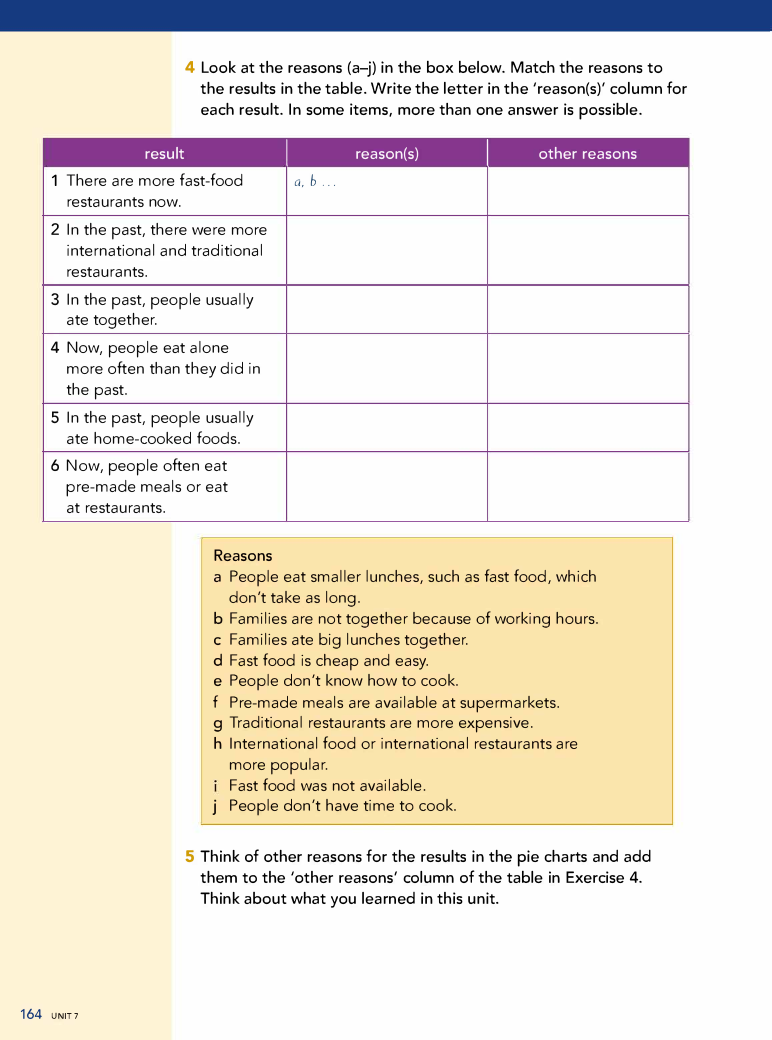 4 Look at the reasons (a–j) in the box below. Match the reasons to
the results in the table. Write the letter in the ‘reason(s)’ column for
each result. In some items, more than one answer is possible.
result reason(s) other reasons
1 There are more fast-food a, b ...
restaurants now.
2 In the past, there were more
international and traditional
restaurants.
3 In the past, people usually
ate together.
4 Now, people eat alone
more often than they did in
the past.
5 In the past, people usually
ate home-cooked foods.
6 Now, people often eat
pre-made meals or eat
at restaurants.
Reasons
a People eat smaller lunches, such as fast food, which
don’t take as long.
b Families are not together because of working hours.
c Families ate big lunches together.
d Fast food is cheap and easy.
e People don’t know how to cook.
f Pre-made meals are available at supermarkets.
g Traditional restaurants are more expensive.
h International food or international restaurants are
more popular.
i Fast food was not available.
j People don’t have time to cook.
5 Think of other reasons for the results in the pie charts and add
them to the ‘other reasons’ column of the table in Exercise 4.
Think about what you learned in this unit.
164 UNIT 7